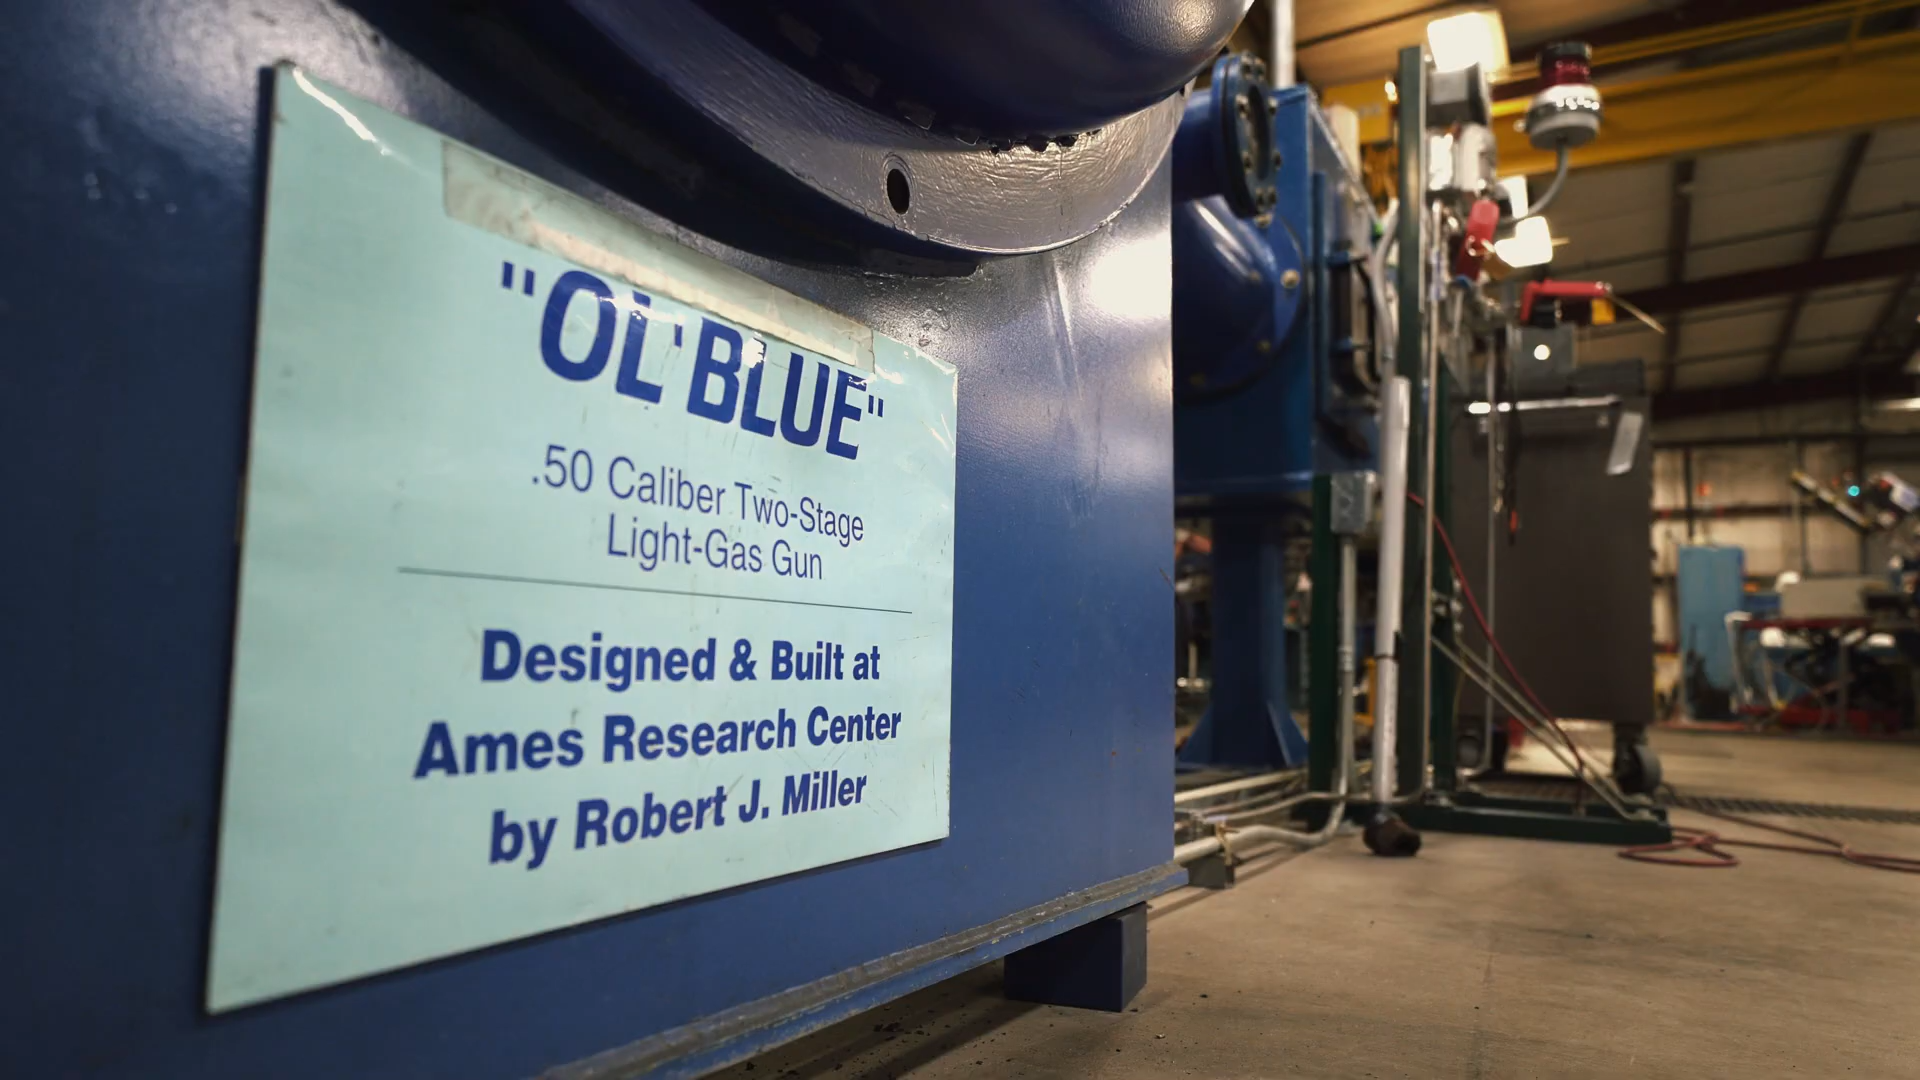 "OL' BLUE"
.50 Caliber Two-Stage
Light-Gas Gun
Designed & Built at
Ames Research Center
by Robert J. Miller